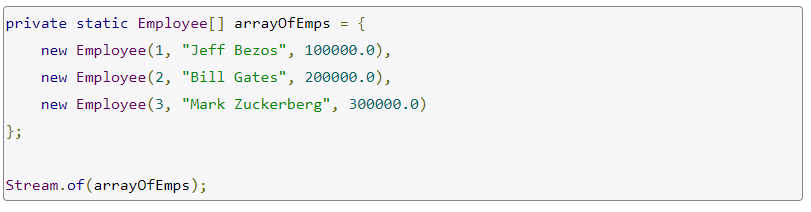 private static Employee[] arrayOfEmps = {
    new Employee(1, "Jeff Bezos", 100000.0),
    new Employee(2, "Bill Gates", 200000.0),
    new Employee(3, "Mark Zuckerberg", 300000.0)
};

Stream.of(arrayOfEmps);